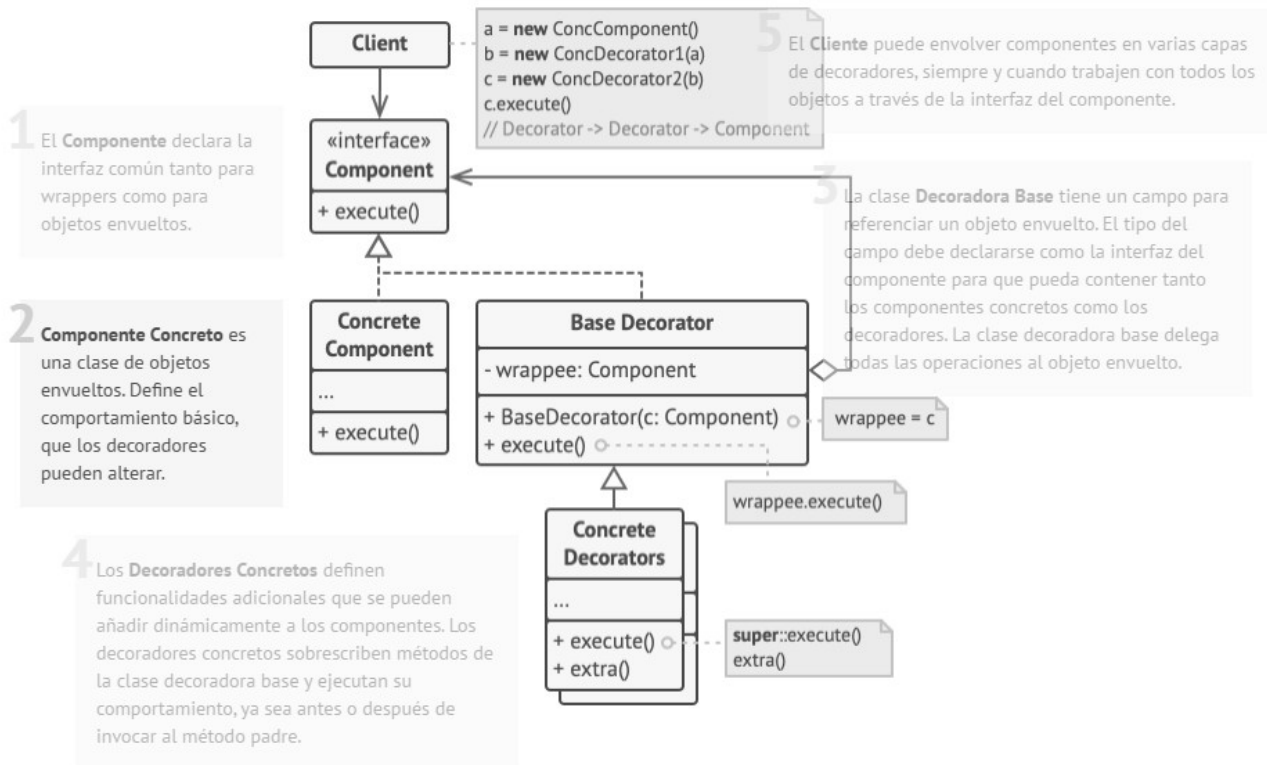 Client
a = new ConcComponent()
b = new ConcDecorator1(a)
c = new ConcDecorator2(b)
c.execute()
// Decorator -> Decorator -> Component
5
El Cliente puede envolver componentes en varias capas
de decoradores, siempre y cuando trabajen con todos los
objetos a través de la interfaz del componente.
1
El Componente declara la
interfaz común tanto para
wrappers como para
objetos envueltos.
«interface»
Component
+ execute()
3
La clase Decoradora Base tiene un campo para
referenciar un objeto envuelto. El tipo del
campo debe declararse como la interfaz del
componente para que pueda contener tanto
los componentes concretos como los
decoradores. La clase decoradora base delega
todas las operaciones al objeto envuelto.
2
Componente Concreto es
una clase de objetos
envueltos. Define el
comportamiento básico,
que los decoradores
pueden alterar.
Concrete
Component
...
+ execute()
Base Decorator
- wrappee: Component
+ BaseDecorator(c: Component)
+ execute()
wrappee = c
wrappee.execute()
4
Los Decoradores Concretos definen
funcionalidades adicionales que se pueden
añadir dinámicamente a los componentes. Los
decoradores concretos sobrescriben métodos de
la clase decoradora base y ejecutan su
comportamiento, ya sea antes o después de
invocar al método padre.
Concrete
Decorators
...
+ execute()
+ extra()
super::execute()
extra()